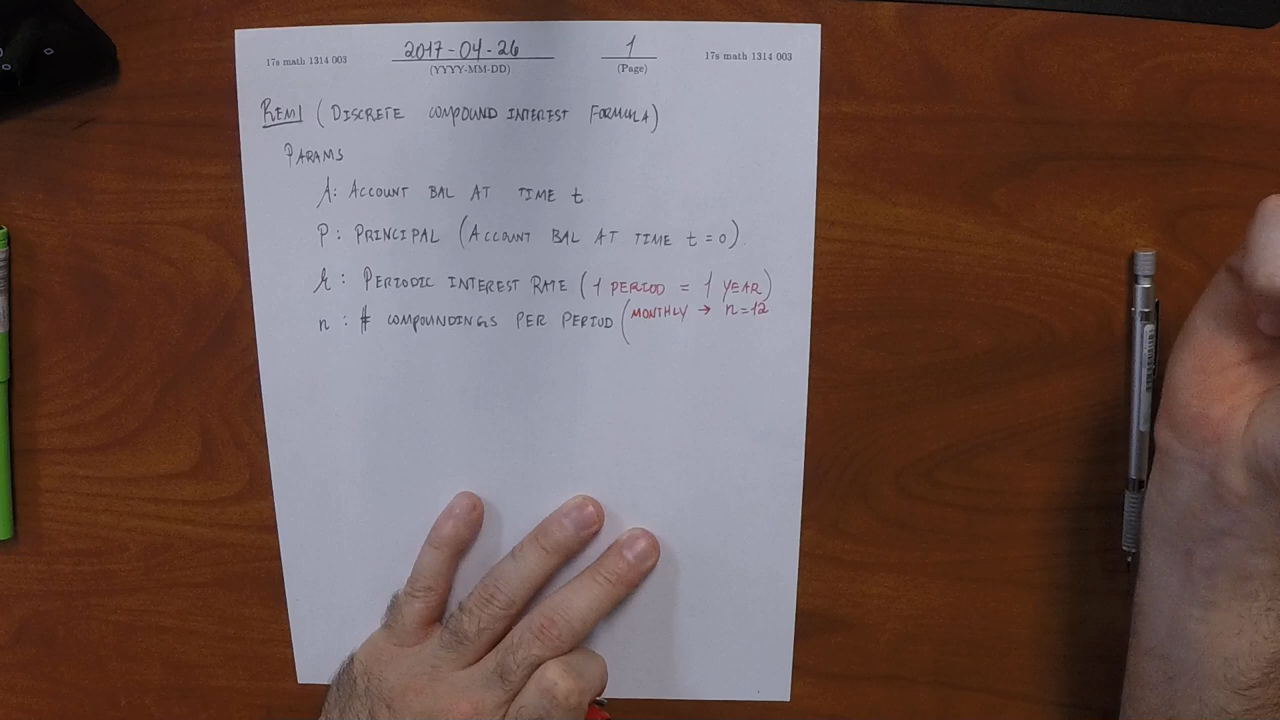 17s math 1314 003 2017-04-26 1 17s math 1314 003
(YYYY-MM-DD) (Page)
REM1 (DISCRETE COMPOUND INTEREST FORMULA)
PARAMS
A: ACCOUNT BAL AT TIME t
P: PRINCIPAL (ACCOUNT BAL AT TIME t=0).
r: PERIODIC INTEREST RATE (1 PERIOD = 1 YEAR)
n: # COMPOUNDINGS PER PERIOD (MONTHLY → n=12